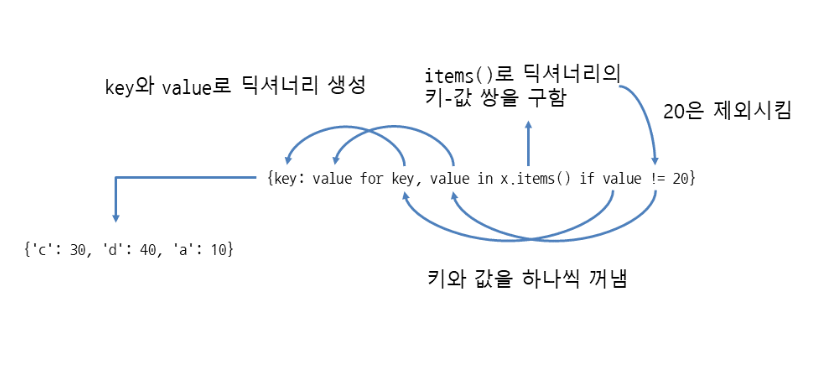 key와 value로 딕셔너리 생성
items()로 딕셔너리의
키-값 쌍을 구함
20은 제외시킴
{key: value for key, value in x.items() if value != 20}
{'c': 30, 'd': 40, 'a': 10}
키와 값을 하나씩 꺼냄